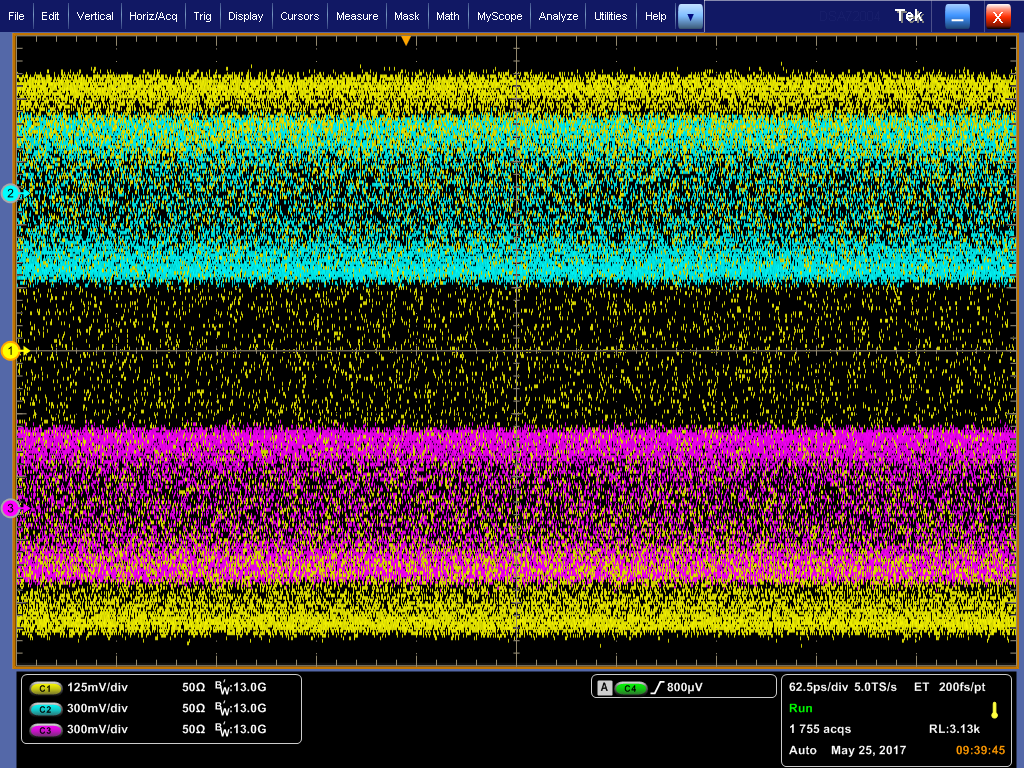 File Edit Vertical Horiz/Acq Trig Display Cursors Measure Mask Math MyScope Analyze Utilities Help Tek X
2
1
3
C1 125mV/div 50Ω BW:13.0G
C2 300mV/div 50Ω BW:13.0G
C3 300mV/div 50Ω BW:13.0G
A C4 800µV
62.5ps/div 5.0TS/s ET 200fs/pt
Run
1 755 acqs RL:3.13k
Auto May 25, 2017 09:39:45